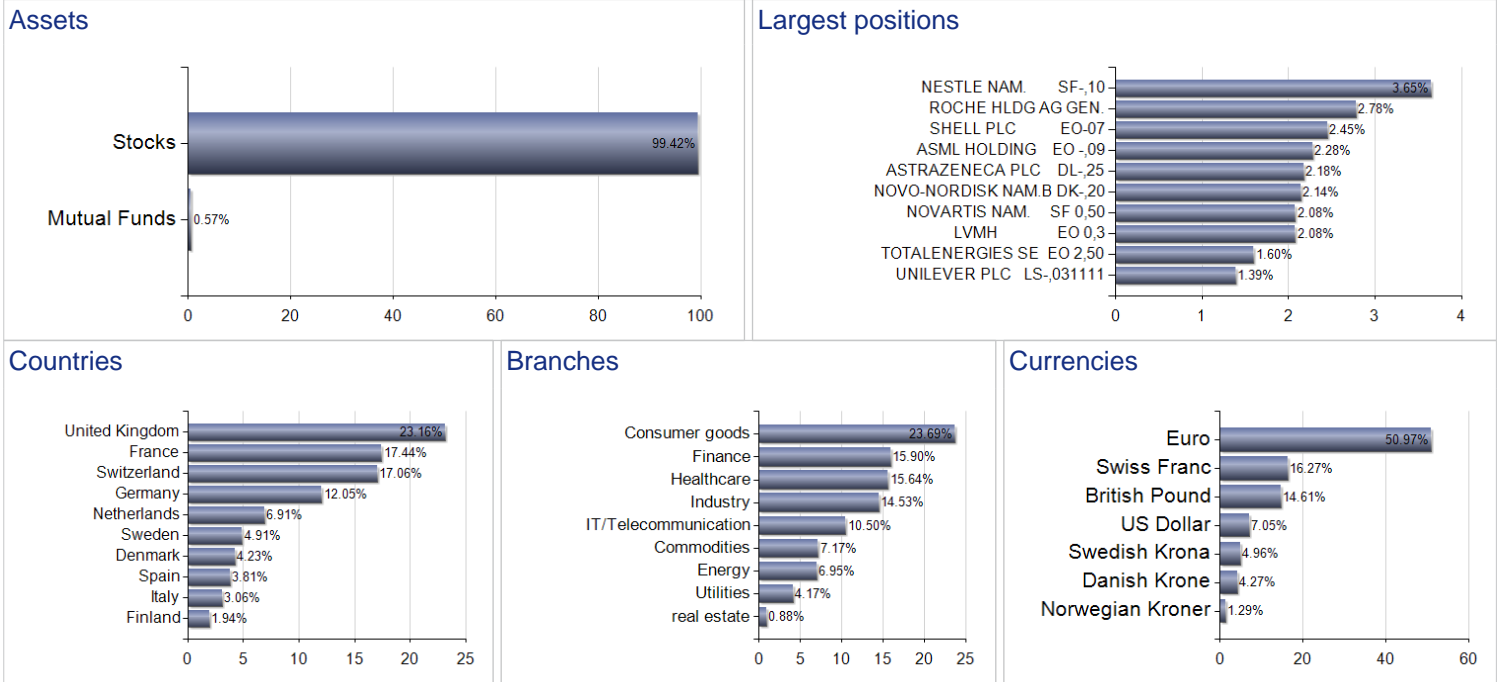 Assets
Stocks
99.42%
Mutual Funds
0.57%
0 20 40 60 80 100
Largest positions
NESTLE NAM. SF-,10
3.65%
ROCHE HLDG AG GEN.
2.78%
SHELL PLC EO-07
2.45%
ASML HOLDING EO -,09
2.28%
ASTRAZENECA PLC DL-,25
2.18%
NOVO-NORDISK NAM.B DK-,20
2.14%
NOVARTIS NAM. SF 0,50
2.08%
LVMH EO 0,3
2.08%
TOTALENERGIES SE EO 2,50
1.60%
UNILEVER PLC LS-,031111
1.39%
0 1 2 3 4
Countries
United Kingdom
23.16%
France
17.44%
Switzerland
17.06%
Germany
12.05%
Netherlands
6.91%
Sweden
4.91%
Denmark
4.23%
Spain
3.81%
Italy
3.06%
Finland
1.94%
0 5 10 15 20 25
Branches
Consumer goods
23.69%
Finance
15.90%
Healthcare
15.64%
Industry
14.53%
IT/Telecommunication
10.50%
Commodities
7.17%
Energy
6.95%
Utilities
4.17%
real estate
0.88%
0 5 10 15 20 25
Currencies
Euro
50.97%
Swiss Franc
16.27%
British Pound
14.61%
US Dollar
7.05%
Swedish Krona
4.96%
Danish Krone
4.27%
Norwegian Kroner
1.29%
0 20 40 60